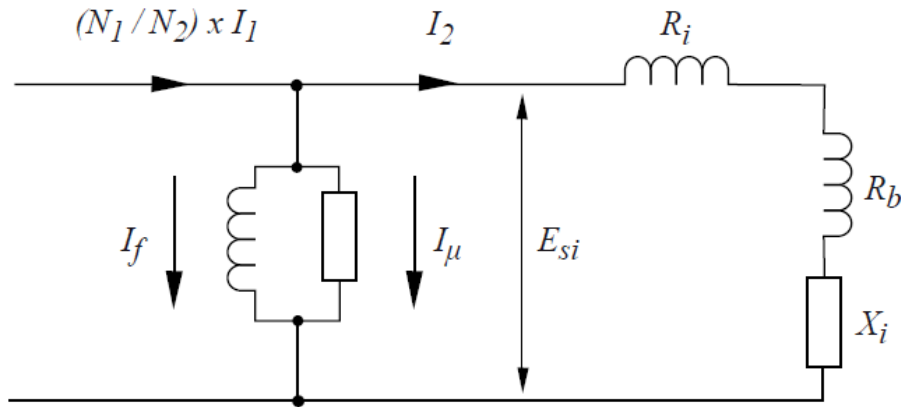 (N1 / N2) x I1
I2
Ri
If
Iμ
Esi
Rb
Xi